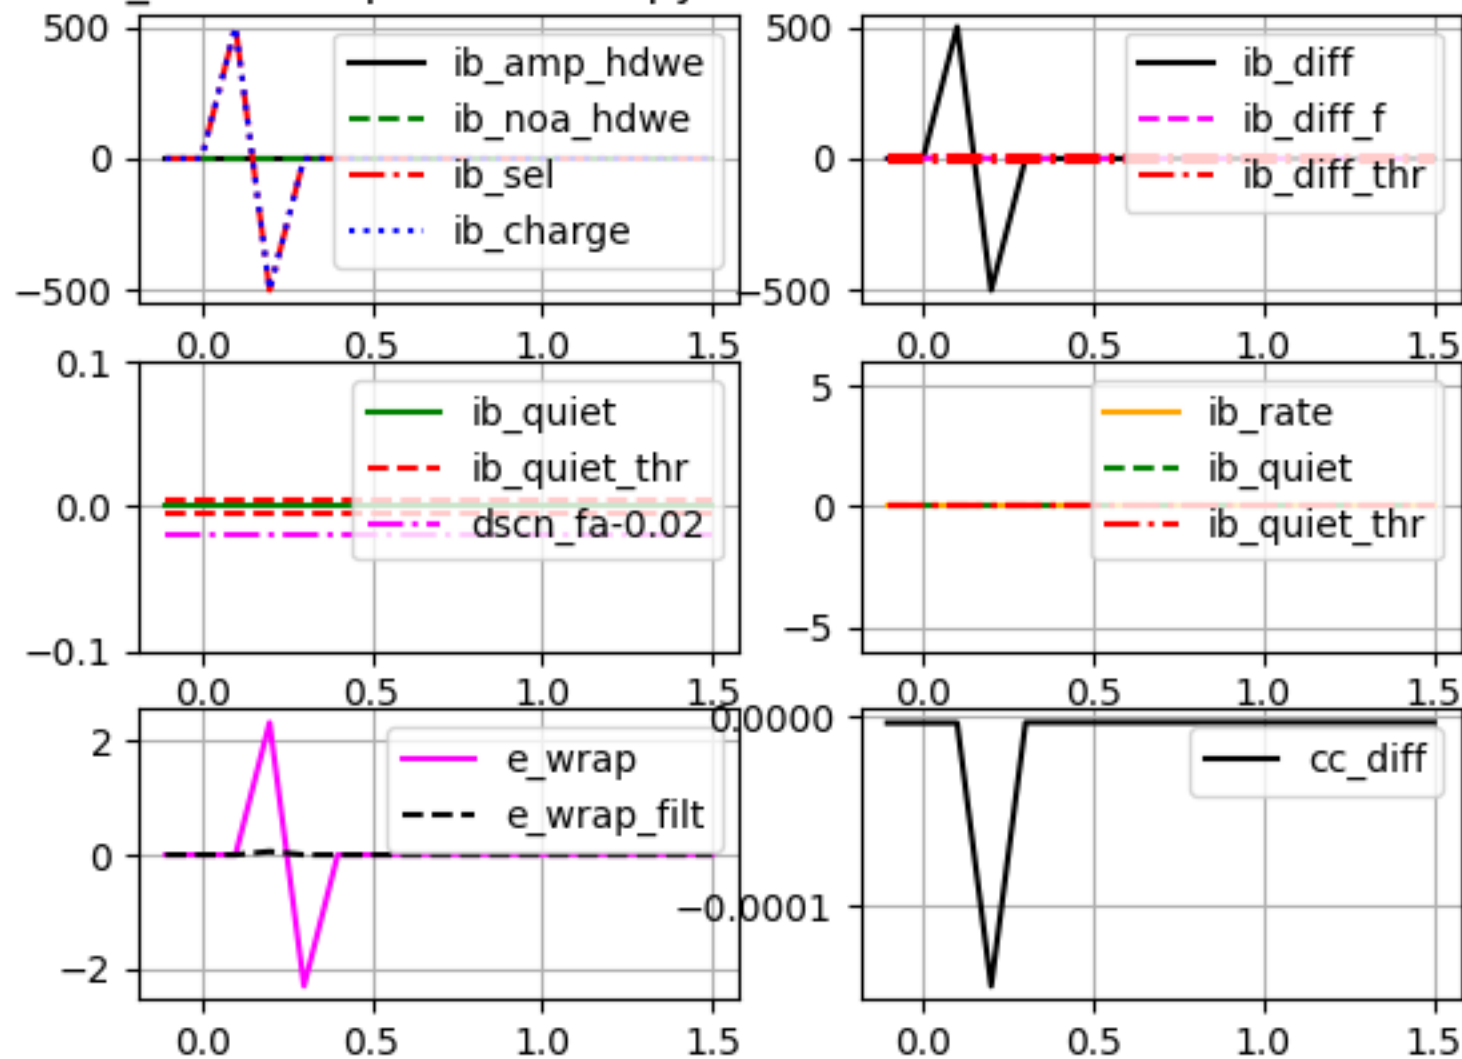 500
0
−500
0.0 0.5 1.0 1.5
ib_amp_hdwe
ib_noa_hdwe
ib_sel
ib_charge
500
0
−500
0.0 0.5 1.0 1.5
ib_diff
ib_diff_f
ib_diff_thr
0.1
0.0
−0.1
0.0 0.5 1.0 1.5
ib_quiet
ib_quiet_thr
dscn_fa-0.02
5
0
−5
0.0 0.5 1.0 1.5
ib_rate
ib_quiet
ib_quiet_thr
2
0
−2
0.0 0.5 1.0 1.5
e_wrap
e_wrap_filt
0.0000
−0.0001
0.0 0.5 1.0 1.5
cc_diff